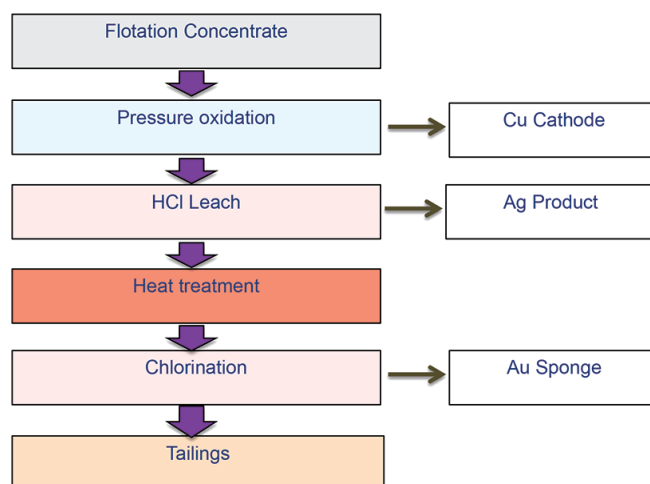 Flotation Concentrate
Pressure oxidation
Cu Cathode
HCl Leach
Ag Product
Heat treatment
Chlorination
Au Sponge
Tailings